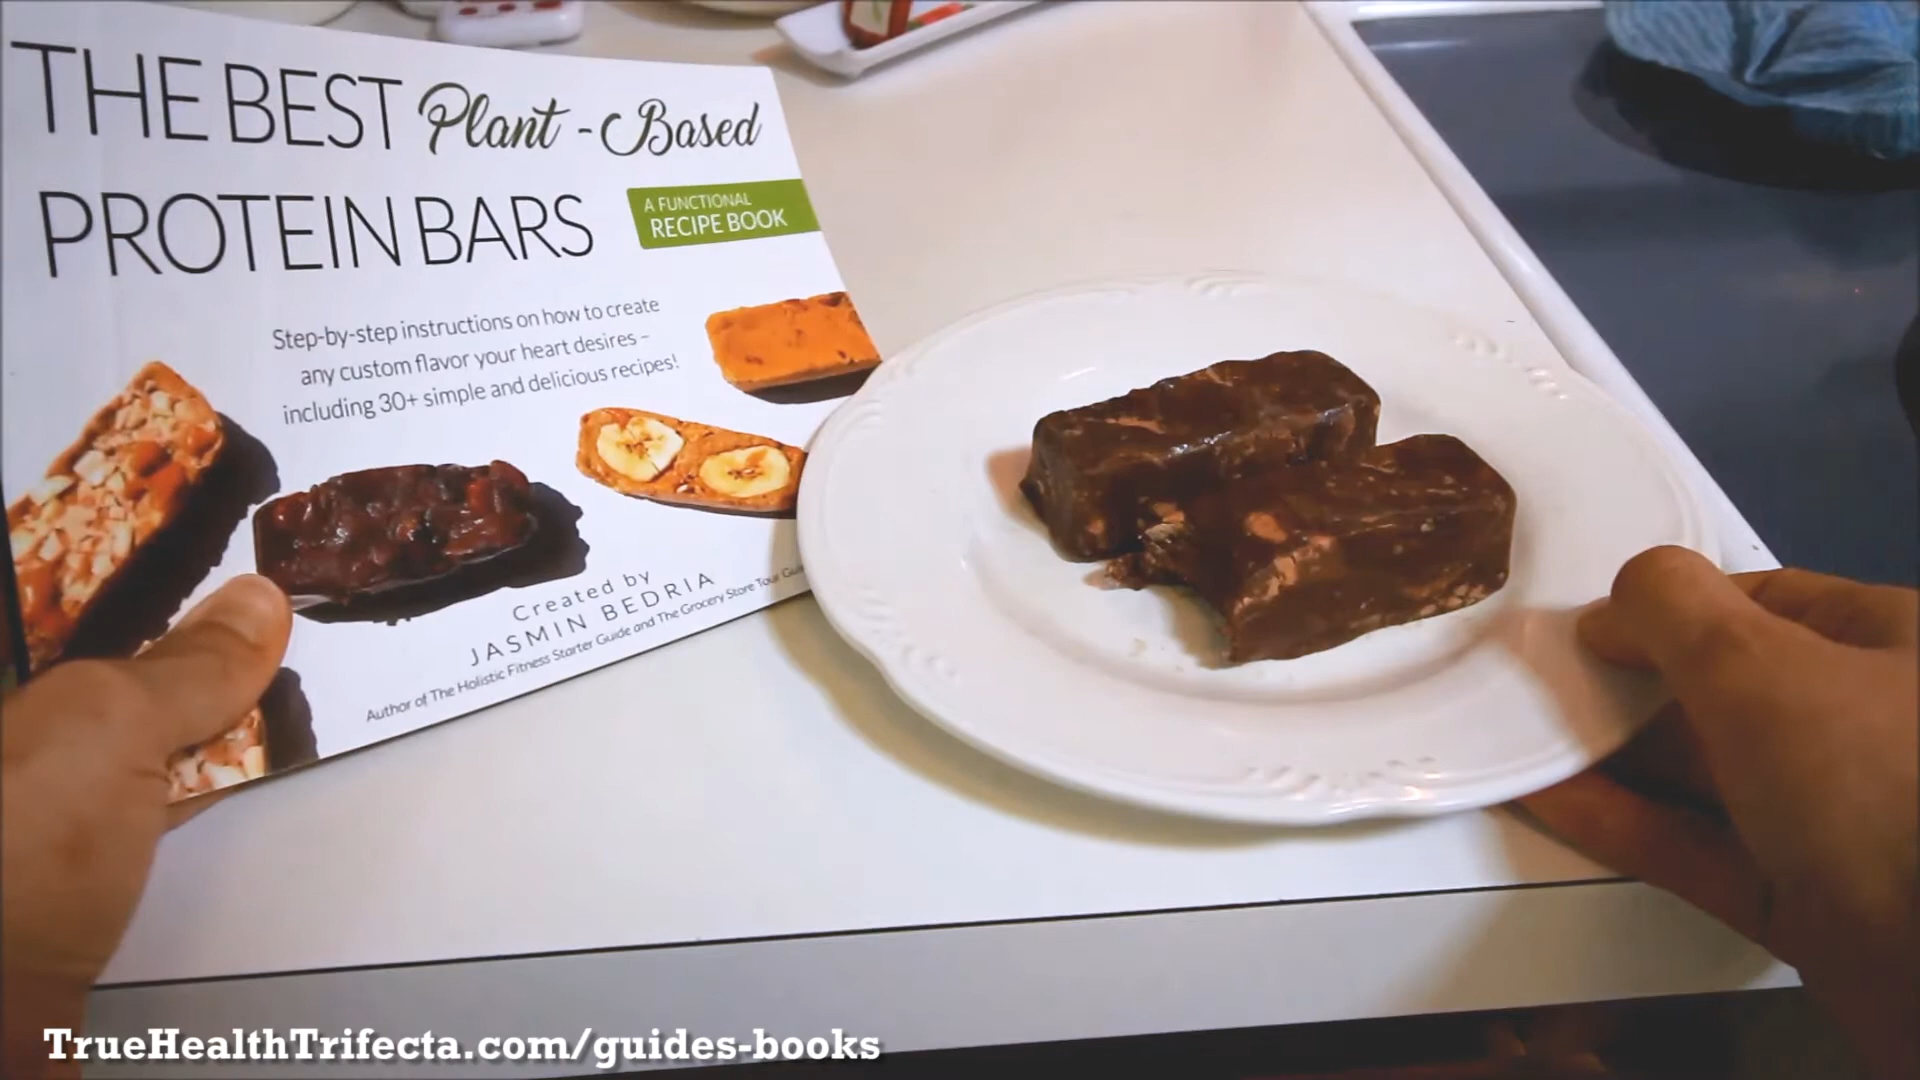 THE BEST Plant-Based
PROTEIN BARS
A FUNCTIONAL
RECIPE BOOK
Step-by-step instructions on how to create
any custom flavor your heart desires –
including 30+ simple and delicious recipes!
Created by
JASMIN BEDRIA
Author of The Holistic Fitness Starter Guide and The Grocery Store Tour
TrueHealthTrifecta.com/guides-books